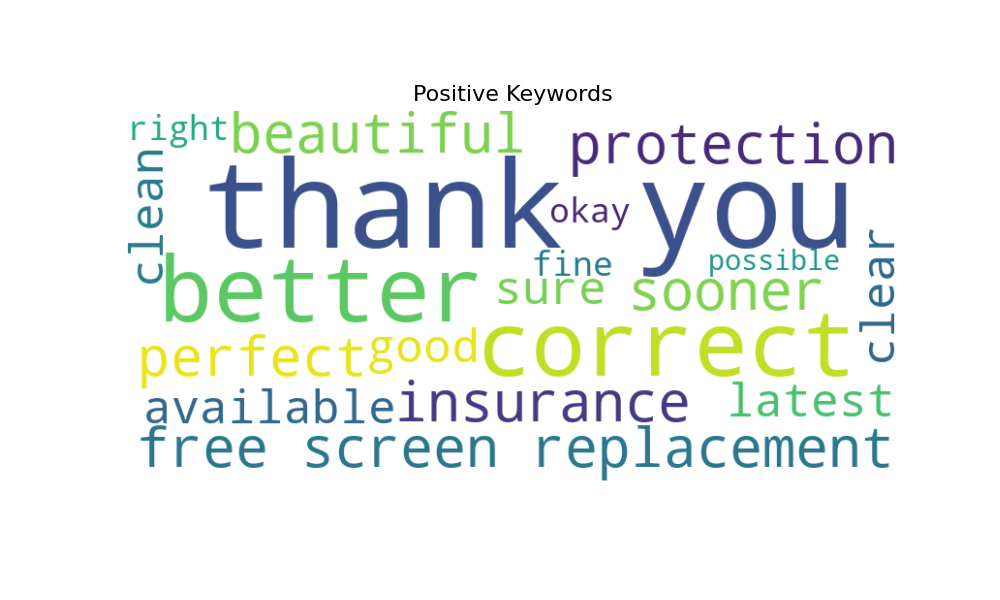 Positive Keywords
right
beautiful
protection
clean
thank you
okay
fine
possible
clear
better
sure
sooner
perfect
good
correct
available
insurance
latest
free screen replacement